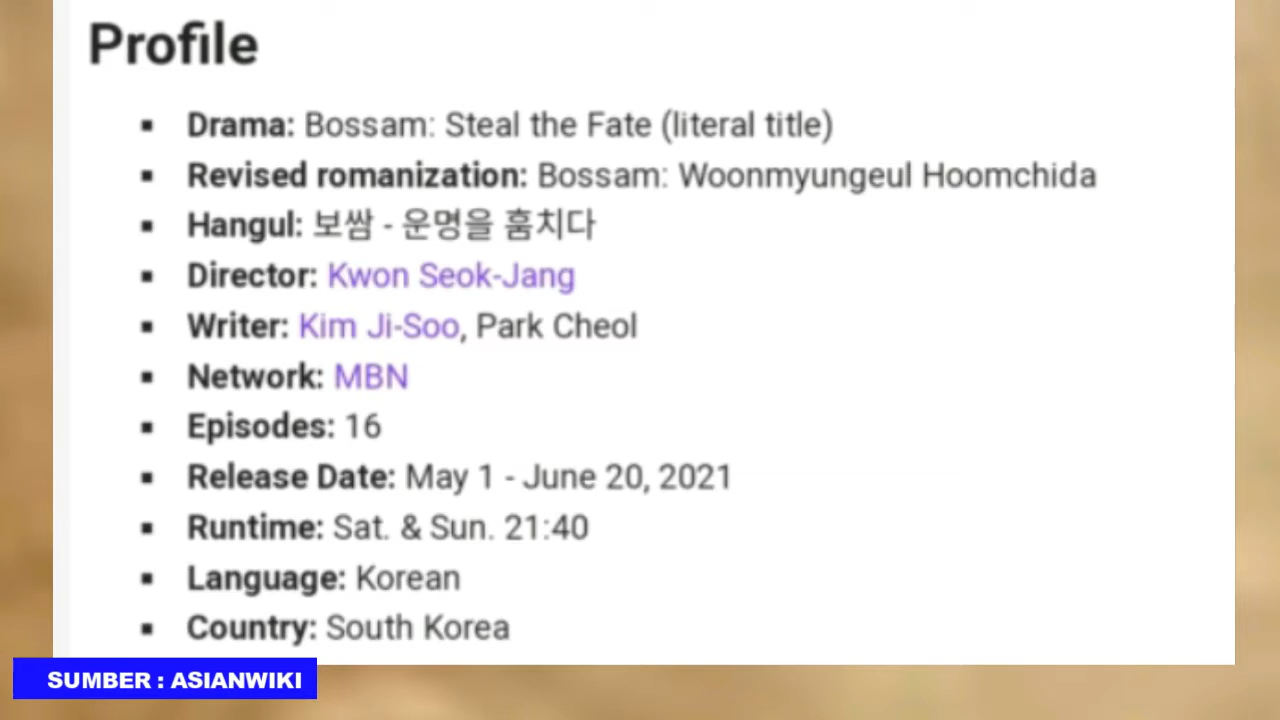 Profile
▪ Drama: Bossam: Steal the Fate (literal title)
▪ Revised romanization: Bossam: Woonmyungeul Hoomchida
▪ Hangul: 보쌈 - 운명을 훔치다
▪ Director: Kwon Seok-Jang
▪ Writer: Kim Ji-Soo, Park Cheol
▪ Network: MBN
▪ Episodes: 16
▪ Release Date: May 1 - June 20, 2021
▪ Runtime: Sat. & Sun. 21:40
▪ Language: Korean
▪ Country: South Korea
SUMBER : ASIANWIKI